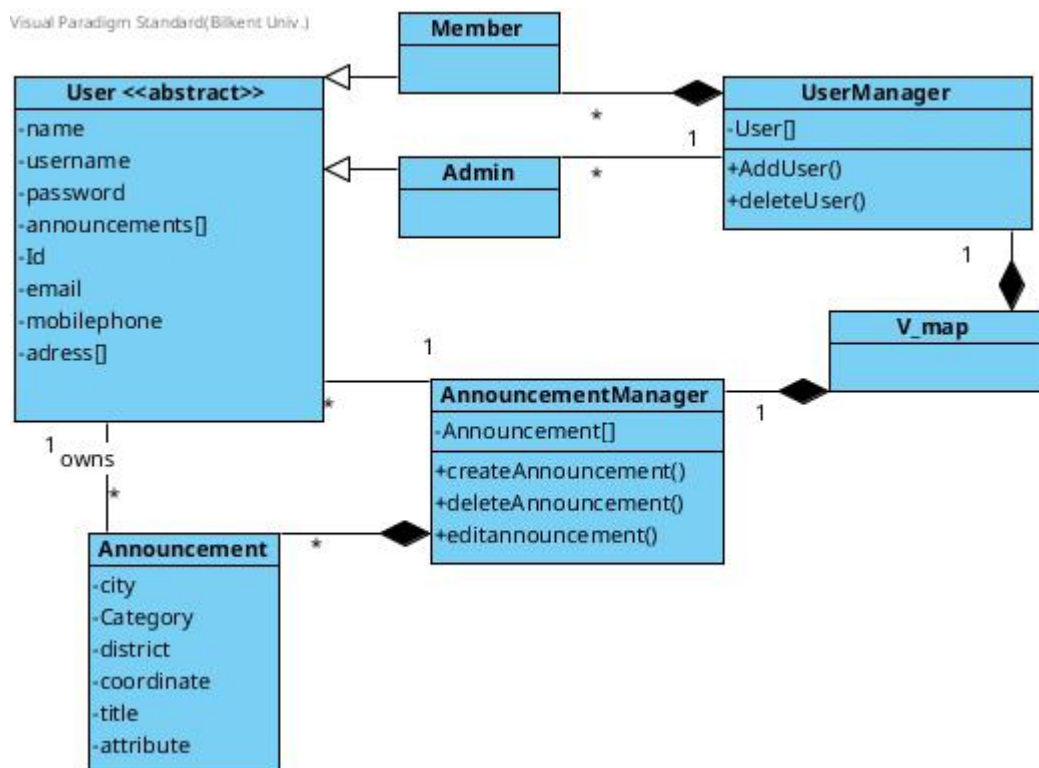 Visual Paradigm Standard(Bilkent Univ.)
Member
User <<abstract>>
-name
-username
-password
-announcements[]
-Id
-email
-mobilephone
-adress[]
UserManager
-User[]
+AddUser()
+deleteUser()
*
1
*
Admin
1
V_map
1
*
AnnouncementManager
-Announcement[]
+createAnnouncement()
+deleteAnnouncement()
+editannouncement()
1
1
owns
*
*
Announcement
-city
-Category
-district
-coordinate
-title
-attribute